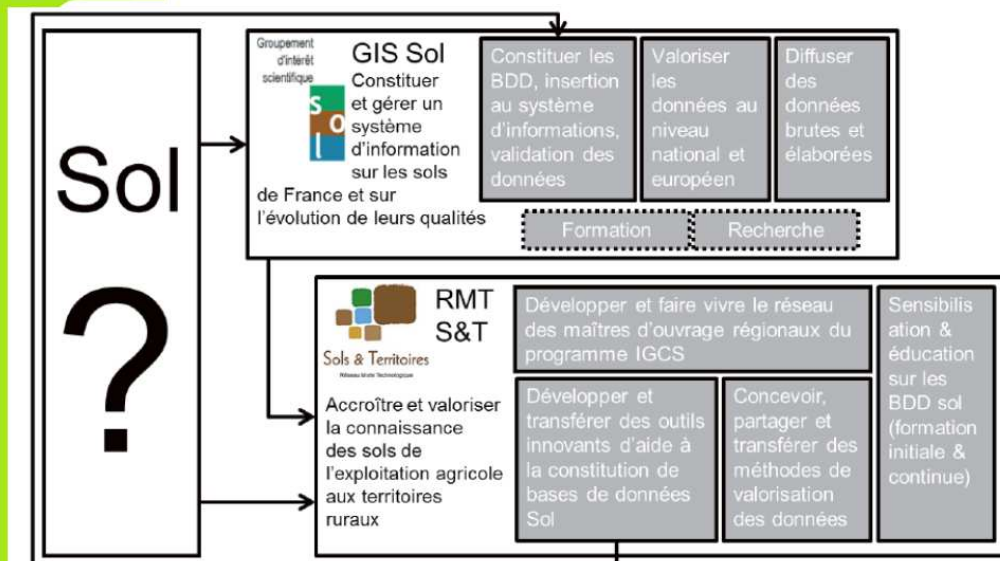 Sol
?
Groupement
d'intérêt
scientifique
s
o
l
GIS Sol
Constituer
et gérer un
système
d'information
sur les sols
de France et sur
l'évolution de leurs qualités
Constituer les
BDD, insertion
au système
d'informations,
validation des
données
Valoriser
les
données au
niveau
national et
européen
Diffuser
des
données
brutes et
élaborées
Formation
Recherche
Sols & Territoires
Réseau Mixte Technologique
RMT
S&T
Accroître et valoriser
la connaissance
des sols de
l'exploitation agricole
aux territoires
ruraux
Développer et faire vivre le réseau
des maîtres d'ouvrage régionaux du
programme IGCS
Développer et
transférer des outils
innovants d'aide à
la constitution de
bases de données
Sol
Concevoir,
partager et
transférer des
méthodes de
valorisation
des données
Sensibilis
ation &
éducation
sur les
BDD sol
(formation
initiale &
continue)